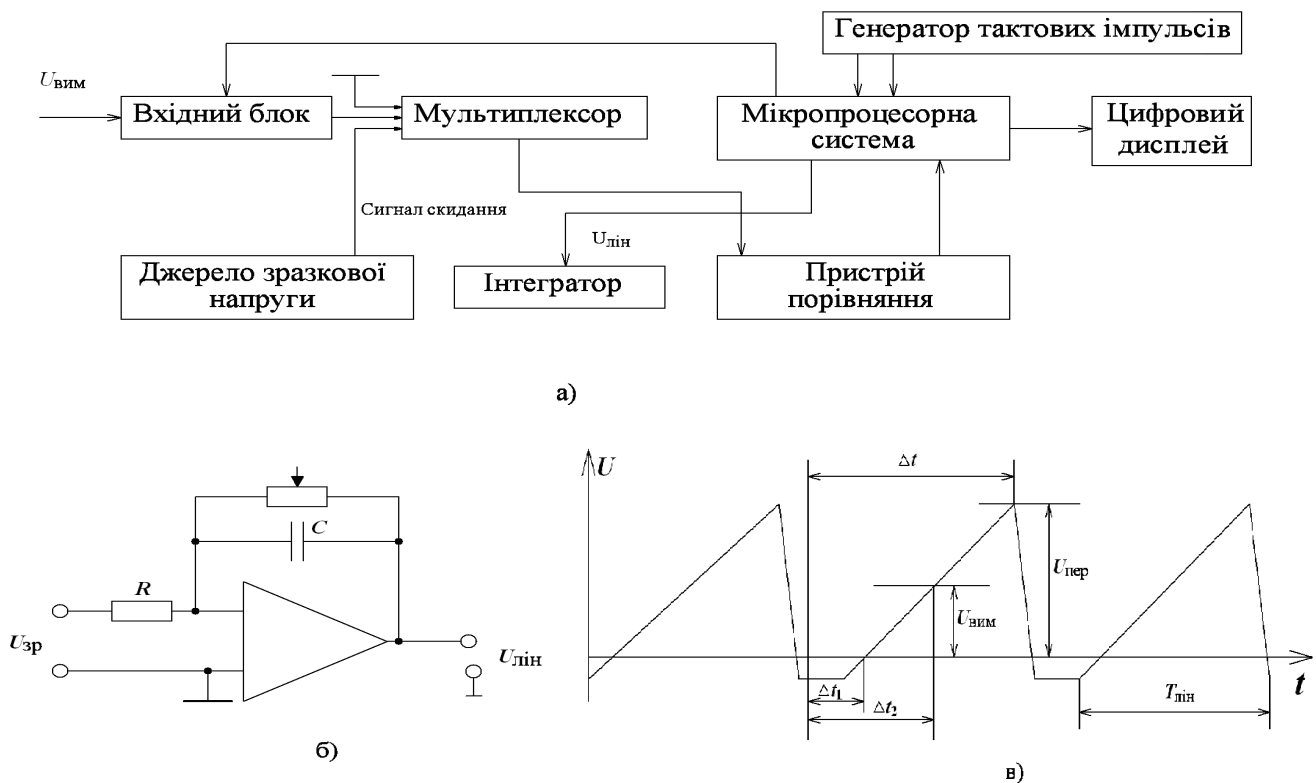 Генератор тактових імпульсів
Uвим
Вхідний блок
Мультиплексор
Мікропроцесорна
система
Цифровий
дисплей
Сигнал скидання
Uлін
Джерело зразкової
напруги
Інтегратор
Пристрій
порівняння
а)
U
Δt
C
R
Uпер
Uвим
Uзр
Uлін
t
Δt1
Tлін
Δt2
б)
в)